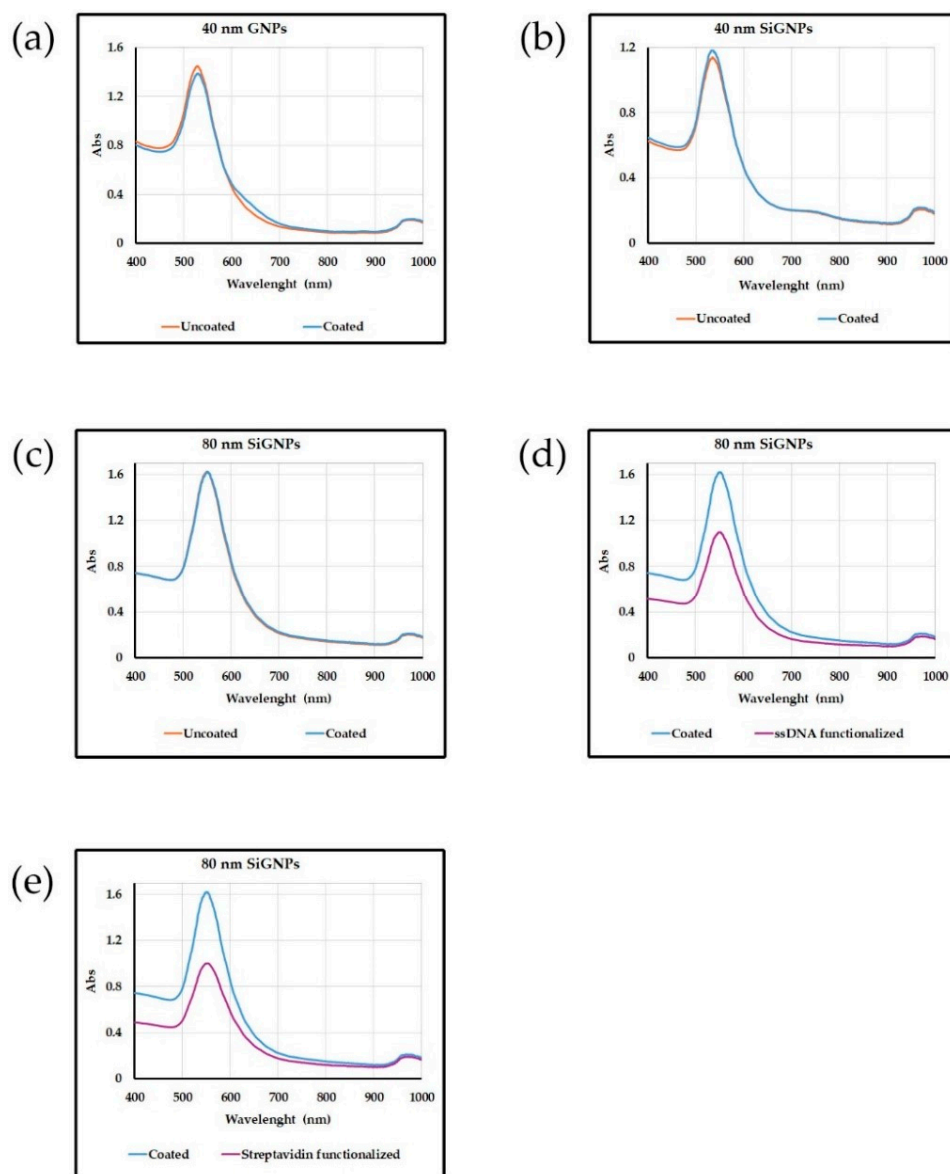 (a)
40 nm GNPs
1.6
1.2
0.8
0.4
0
Abs
400 500 600 700 800 900 1000
Wavelenght (nm)
Uncoated Coated
(b)
40 nm SiGNPs
1.2
0.8
0.4
0
Abs
400 500 600 700 800 900 1000
Wavelenght (nm)
Uncoated Coated
(c)
80 nm SiGNPs
1.6
1.2
0.8
0.4
0
Abs
400 500 600 700 800 900 1000
Wavelenght (nm)
Uncoated Coated
(d)
80 nm SiGNPs
1.6
1.2
0.8
0.4
0
Abs
400 500 600 700 800 900 1000
Wavelenght (nm)
Coated ssDNA functionalized
(e)
80 nm SiGNPs
1.6
1.2
0.8
0.4
0
Abs
400 500 600 700 800 900 1000
Wavelenght (nm)
Coated Streptavidin functionalized